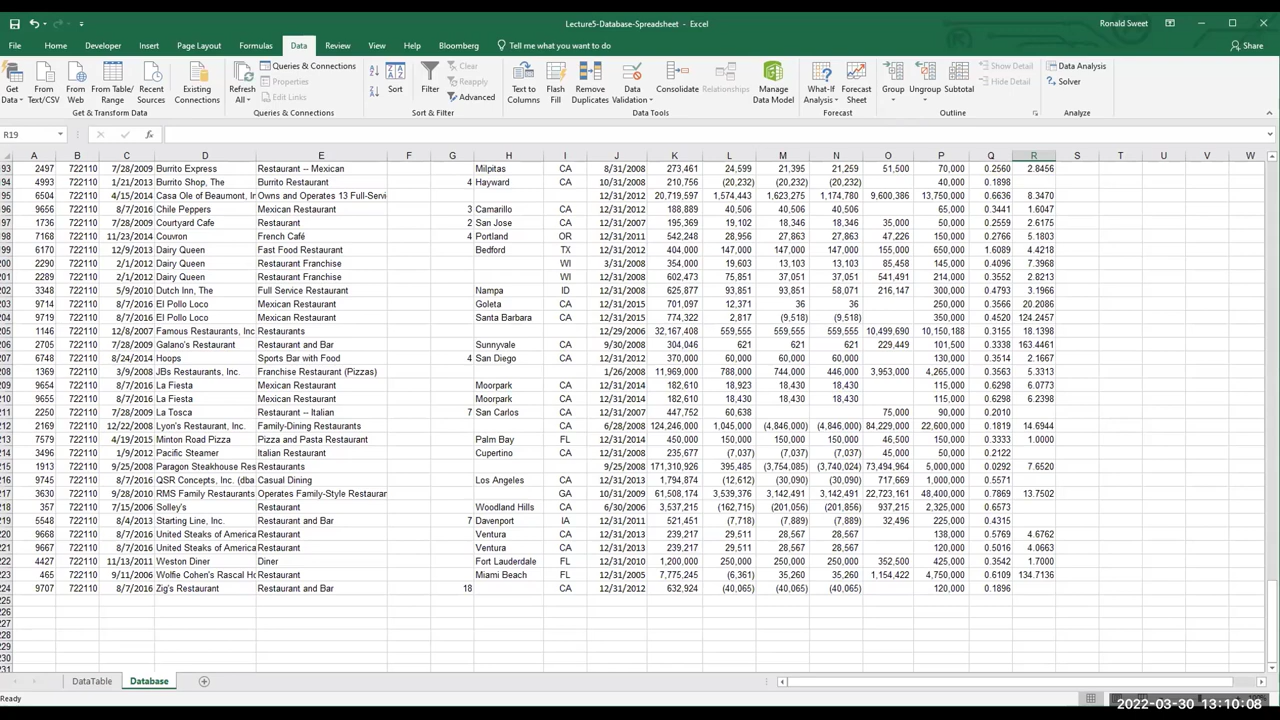 Lecture5-Database-Spreadsheet - Excel Ronald Sweet
File Home Developer Insert Page Layout Formulas Data Review View Help Bloomberg Tell me what you want to do Share
Get Data From Text/CSV From Web From Table/Range Recent Sources Existing Connections Refresh All Queries & Connections Properties Edit Links Sort Filter Clear Reapply Advanced Text to Columns Flash Fill Remove Duplicates Data Validation Consolidate Relationships Manage Data Model What-If Analysis Forecast Sheet Group Ungroup Subtotal Show Detail Hide Detail Data Analysis Solver
Get & Transform Data Queries & Connections Sort & Filter Data Tools Forecast Outline Analyze
R19 fx
A B C D E F G H I J K L M N O P Q R S T U V W
193 2497 722110 7/28/2009 Burrito Express Restaurant -- Mexican Milpitas CA 8/31/2008 273,461 24,599 21,395 21,259 51,500 70,000 0.2560 2.8456
194 4993 722110 1/21/2013 Burrito Shop, The Burrito Restaurant 4 Hayward CA 10/31/2008 210,756 (20,232) (20,232) (20,232) 40,000 0.1898
195 6504 722110 4/15/2014 Casa Ole of Beaumont, In Owns and Operates 13 Full-Servi 12/31/2012 20,719,597 1,574,443 1,623,275 1,174,780 9,600,386 13,750,000 0.6636 8.3470
196 9656 722110 8/7/2016 Chile Peppers Mexican Restaurant 3 Camarillo CA 12/31/2012 188,889 40,506 40,506 40,506 65,000 0.3441 1.6047
197 1736 722110 7/28/2009 Courtyard Cafe Restaurant 2 San Jose CA 12/31/2007 195,369 19,102 18,346 18,346 35,000 50,000 0.2559 2.6175
198 7168 722110 11/23/2014 Couvron French Café 4 Portland OR 12/31/2011 542,248 28,956 27,863 27,863 47,226 150,000 0.2766 5.1803
199 6170 722110 12/9/2013 Dairy Queen Fast Food Restaurant Bedford TX 12/31/2012 404,000 147,000 147,000 147,000 155,000 650,000 1.6089 4.4218
200 2290 722110 2/1/2012 Dairy Queen Restaurant Franchise WI 3/31/2008 354,000 19,603 13,103 13,103 85,458 145,000 0.4096 7.3968
201 2289 722110 2/1/2012 Dairy Queen Restaurant Franchise WI 12/31/2008 602,473 75,851 37,051 37,051 541,491 214,000 0.3552 2.8213
202 3348 722110 5/10/2010 Dutch Inn, The Full Service Restaurant Nampa ID 12/31/2008 625,877 93,851 93,851 58,071 216,147 300,000 0.4793 3.1966
203 9714 722110 8/7/2016 El Pollo Loco Mexican Restaurant Goleta CA 12/31/2015 701,097 12,371 36 36 250,000 0.3566 20.2086
204 9719 722110 8/7/2016 El Pollo Loco Mexican Restaurant Santa Barbara CA 12/31/2015 774,322 2,817 (9,518) (9,518) 350,000 0.4520 124.2457
205 1146 722110 12/8/2007 Famous Restaurants, Inc Restaurants 12/29/2006 32,167,408 559,555 559,555 559,555 10,499,690 10,150,188 0.3155 18.1398
206 2705 722110 7/28/2009 Galano's Restaurant Restaurant and Bar Sunnyvale CA 9/30/2008 304,046 621 621 621 229,449 101,500 0.3338 163.4461
207 6748 722110 8/24/2014 Hoops Sports Bar with Food 4 San Diego CA 12/31/2012 370,000 60,000 60,000 60,000 130,000 0.3514 2.1667
208 1369 722110 3/9/2008 JBs Restaurants, Inc. Franchise Restaurant (Pizzas) 1/26/2008 11,969,000 788,000 744,000 446,000 3,953,000 4,265,000 0.3563 5.3313
209 9654 722110 8/7/2016 La Fiesta Mexican Restaurant Moorpark CA 12/31/2014 182,610 18,923 18,430 18,430 115,000 0.6298 6.0773
210 9655 722110 8/7/2016 La Fiesta Mexican Restaurant Moorpark CA 12/31/2014 182,610 18,430 18,430 18,430 115,000 0.6298 6.2398
211 2250 722110 7/28/2009 La Tosca Restaurant -- Italian 7 San Carlos CA 12/31/2007 447,752 60,638 75,000 90,000 0.2010
212 2169 722110 12/22/2008 Lyon's Restaurant, Inc. Family-Dining Restaurants CA 6/28/2008 124,246,000 1,045,000 (4,846,000) (4,846,000) 84,229,000 22,600,000 0.1819 14.6944
213 7579 722110 4/19/2015 Minton Road Pizza Pizza and Pasta Restaurant Palm Bay FL 12/31/2014 450,000 150,000 150,000 150,000 46,500 150,000 0.3333 1.0000
214 3496 722110 1/9/2012 Pacific Steamer Italian Restaurant Cupertino CA 12/31/2010 235,677 (7,037) (7,037) (7,037) 45,000 50,000 0.2122
215 1913 722110 9/25/2008 Paragon Steakhouse Res Restaurants 9/25/2008 171,310,926 395,485 (3,754,085) (3,740,024) 73,494,964 5,000,000 0.0292 7.6520
216 9745 722110 8/7/2016 QSR Concepts, Inc. (dba Casual Dining Los Angeles CA 12/31/2013 1,794,874 (12,612) (30,090) (30,090) 717,669 1,000,000 0.5571
217 3630 722110 9/28/2010 RMS Family Restaurants Operates Family-Style Restauran GA 10/31/2009 61,508,174 3,539,376 3,142,491 3,142,491 22,723,161 48,400,000 0.7869 13.7502
218 357 722110 7/15/2006 Solley's Restaurant Woodland Hills CA 6/30/2006 3,537,215 (162,715) (201,056) (201,856) 937,215 2,325,000 0.6573
219 5548 722110 8/4/2013 Starting Line, Inc. Restaurant and Bar 7 Davenport IA 12/31/2011 521,451 (7,718) (7,889) (7,889) 32,496 225,000 0.4315
220 9668 722110 8/7/2016 United Steaks of America Restaurant Ventura CA 12/31/2013 239,217 29,511 28,567 28,567 138,000 0.5769 4.6762
221 9667 722110 8/7/2016 United Steaks of America Restaurant Ventura CA 12/31/2013 239,217 29,511 28,567 28,567 120,000 0.5016 4.0663
222 4427 722110 11/13/2011 Weston Diner Diner Fort Lauderdale FL 12/31/2010 1,200,000 250,000 250,000 250,000 352,500 425,000 0.3542 1.7000
223 465 722110 9/11/2006 Wolfie Cohen's Rascal Ho Restaurant Miami Beach FL 12/31/2005 7,775,245 (6,361) 35,260 35,260 1,154,422 4,750,000 0.6109 134.7136
224 9707 722110 8/7/2016 Zig's Restaurant Restaurant and Bar 18 CA 12/31/2012 632,924 (40,065) (40,065) (40,065) 120,000 0.1896
225
226
227
228
229
230
231
DataTable Database
Ready
2022-03-30 13:10:08